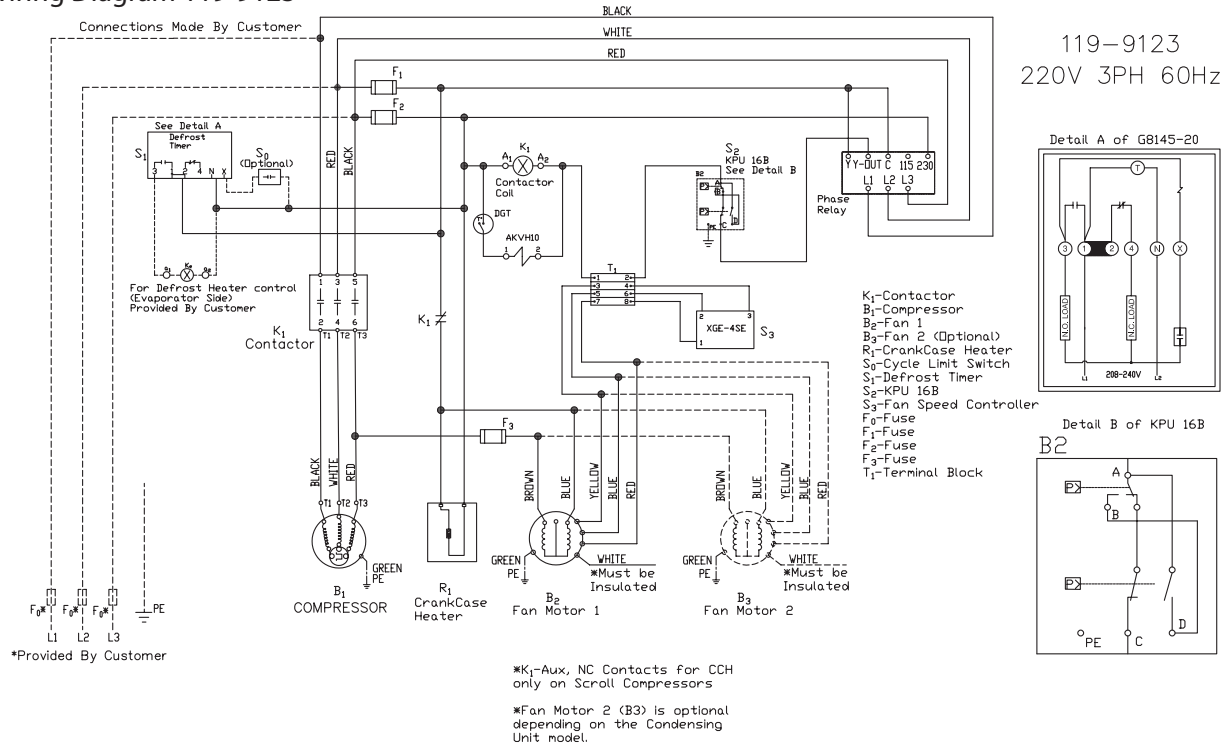 Wiring Diagram 119-9123
Connections Made By Customer
BLACK
WHITE
RED
119-9123
220V 3PH 60Hz
F1
F2
See Detail A
Defrost
Timer
S1
3 1 2 4 N X
S0
(Optional)
RED
BLACK
A1 K1 A2
Contactor
Coil
DGT
AKVH10
1 2
S2
KPU 16B
See Detail B
B2
P
A
B
P
PE C D
Y Y-OUT C 115 230
L1 L2 L3
Phase
Relay
Detail A of G8145-20
T
3 1 2 4 N X
N.O. LOAD
N.C. LOAD
L1 208-240V L2
For Defrost Heater control
(Evaporator Side)
Provided By Customer
1 3 5
2 4 6
T1 T2 T3
K1
Contactor
K1
T1
1 2
3 4
5 6
7 8
2 3
XGE-4SE
1
S3
K1-Contactor
B1-Compressor
B2-Fan 1
B3-Fan 2 (Optional)
R1-CrankCase Heater
S0-Cycle Limit Switch
S1-Defrost Timer
S2-KPU 16B
S3-Fan Speed Controller
F0-Fuse
F1-Fuse
F2-Fuse
F3-Fuse
T1-Terminal Block
Detail B of KPU 16B
B2
A
P
B
P
D
PE C
F3
BLACK
WHITE
RED
BROWN
BLUE
YELLOW
BLUE
RED
BROWN
BLUE
YELLOW
BLUE
RED
T1 T2 T3
GREEN
PE
B1
COMPRESSOR
R1
CrankCase
Heater
GREEN
PE
WHITE
*Must be
Insulated
B2
Fan Motor 1
GREEN
PE
WHITE
*Must be
Insulated
B3
Fan Motor 2
F0* F0* F0* PE
L1 L2 L3
*Provided By Customer
*K1-Aux, NC Contacts for CCH
only on Scroll Compressors
*Fan Motor 2 (B3) is optional
depending on the Condensing
Unit model.